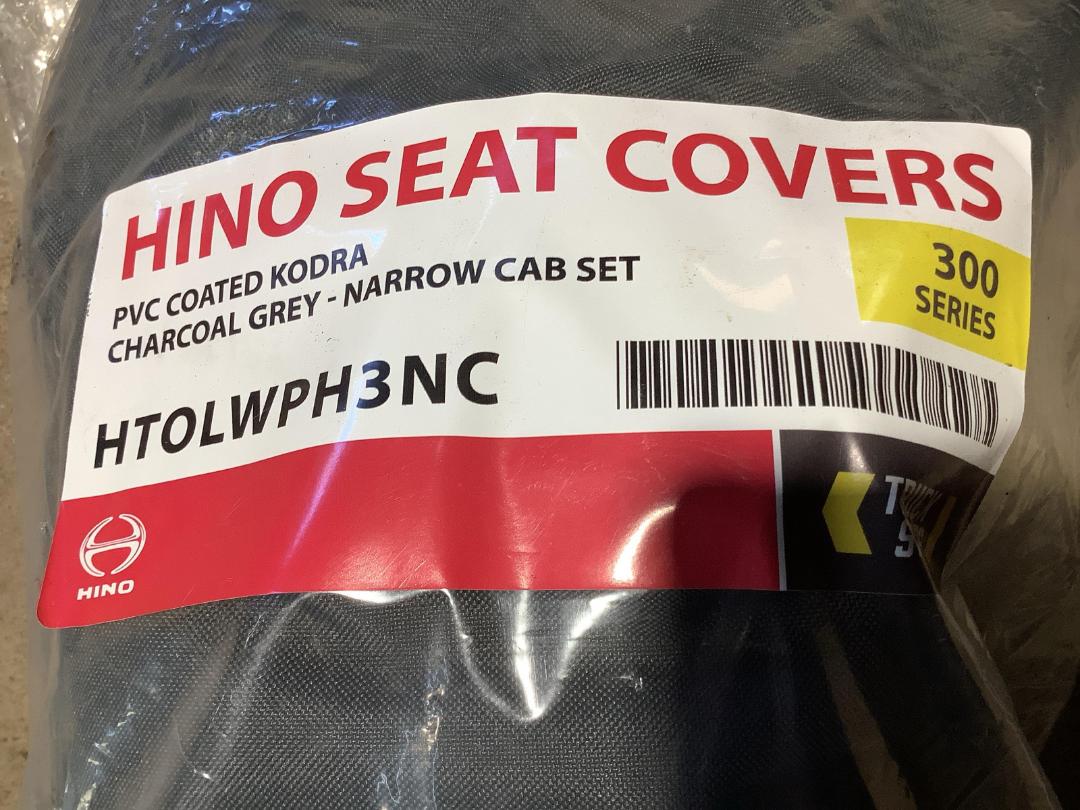 HINO SEAT COVERS
PVC COATED KODRA
CHARCOAL GREY - NARROW CAB SET
300
SERIES
HTOLWPH3NC
HINO